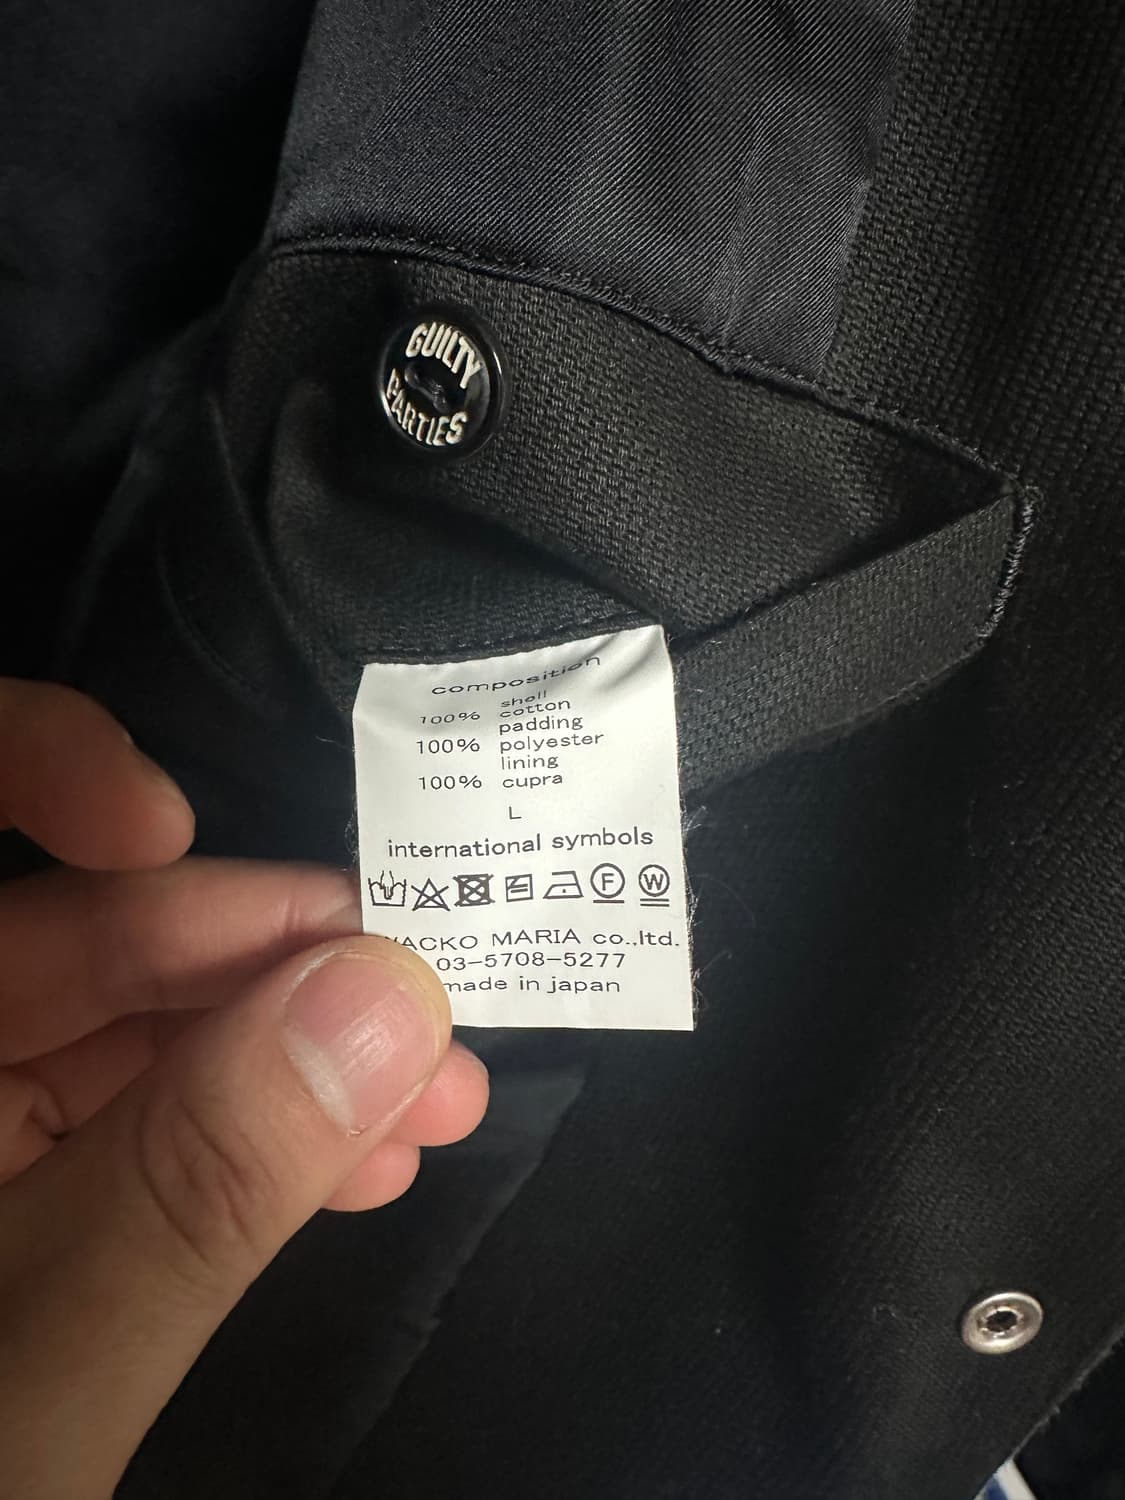 GUILTY
PARTIES
composition
shell
100% cotton
padding
100% polyester
lining
100% cupra
L
international symbols
F W
MARIA co.,ltd.
03-5708-5277
made in japan